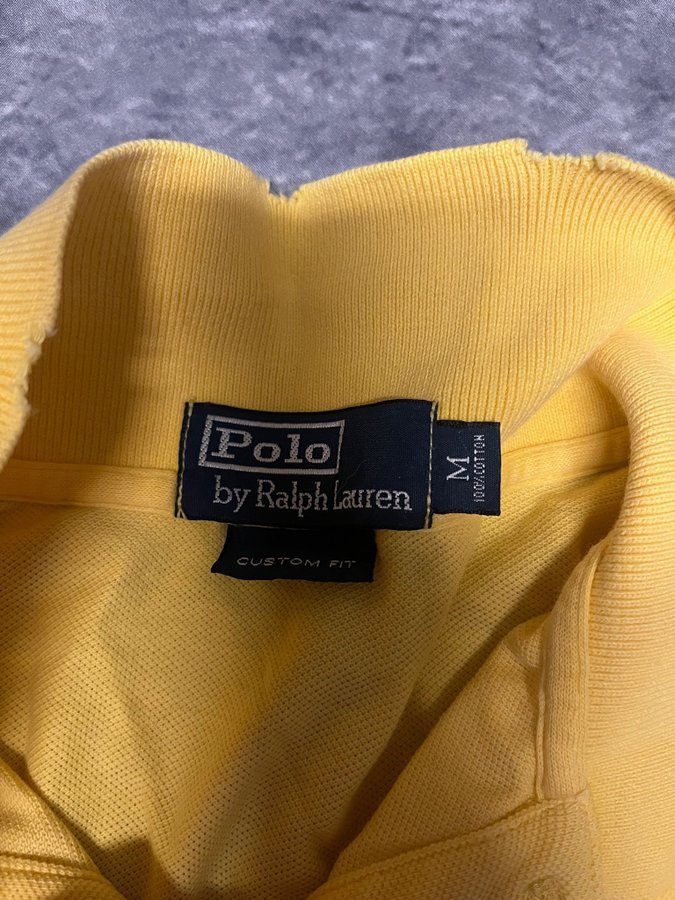 Polo
by Ralph Lauren
M
100% COTTON
CUSTOM FIT